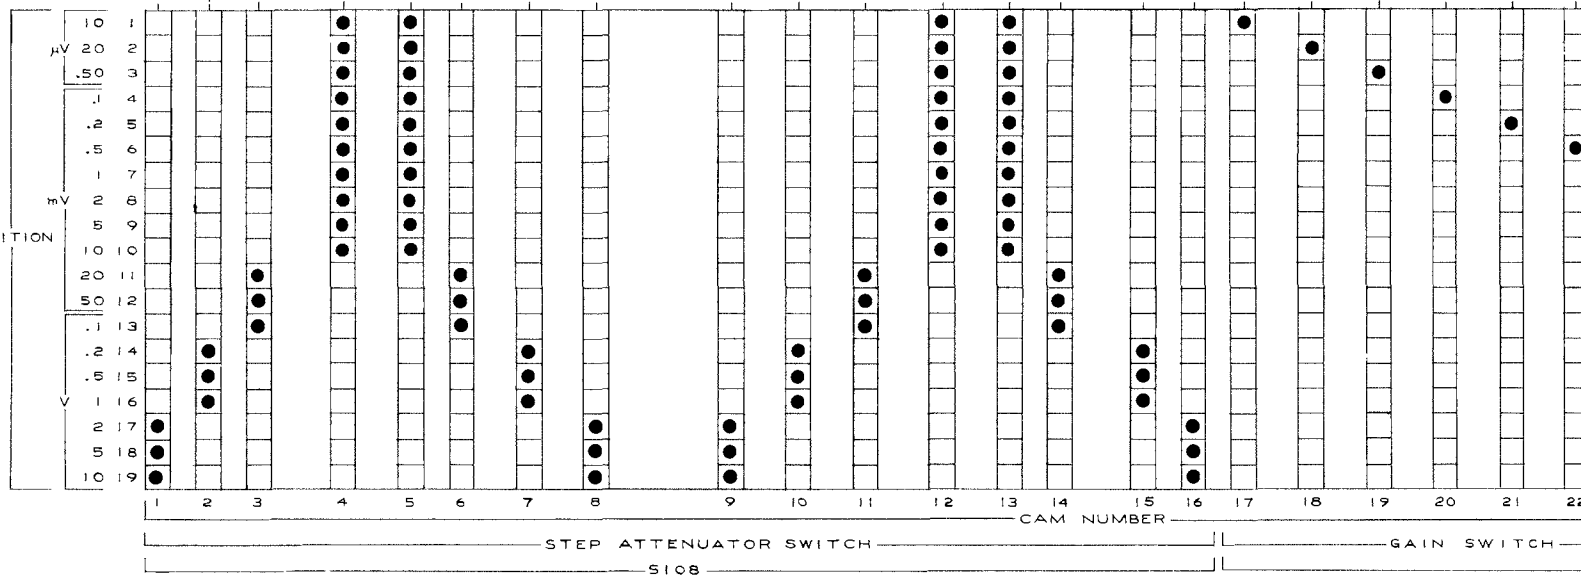 10 1
μV 20 2
.50 3
.1 4
.2 5
.5 6
1 7
mV 2 8
5 9
ITION
10 10
20 11
50 12
.1 13
.2 14
.5 15
V 1 16
2 17
5 18
10 19
1 2 3 4 5 6 7 8 9 10 11 12 13 14 15 16 17 18 19 20 21 22
CAM NUMBER
STEP ATTENUATOR SWITCH GAIN SWITCH
S108